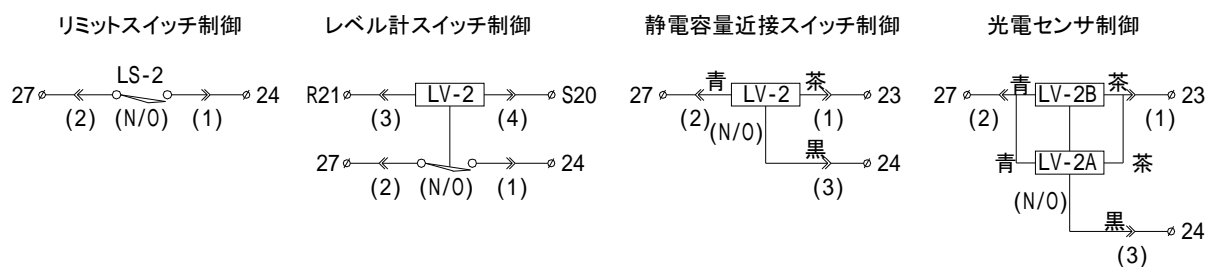 リミットスイッチ制御
LS-2
27 24
(2) (N/O) (1)
レベル計スイッチ制御
R21 LV-2 S20
(3) (4)
27 24
(2) (N/O) (1)
静電容量近接スイッチ制御
青 茶
27 LV-2 23
(2) (N/O) (1)
黒
24
(3)
光電センサ制御
青 茶
27 LV-2B 23
(2) (1)
青 LV-2A 茶
(N/O)
黒
24
(3)